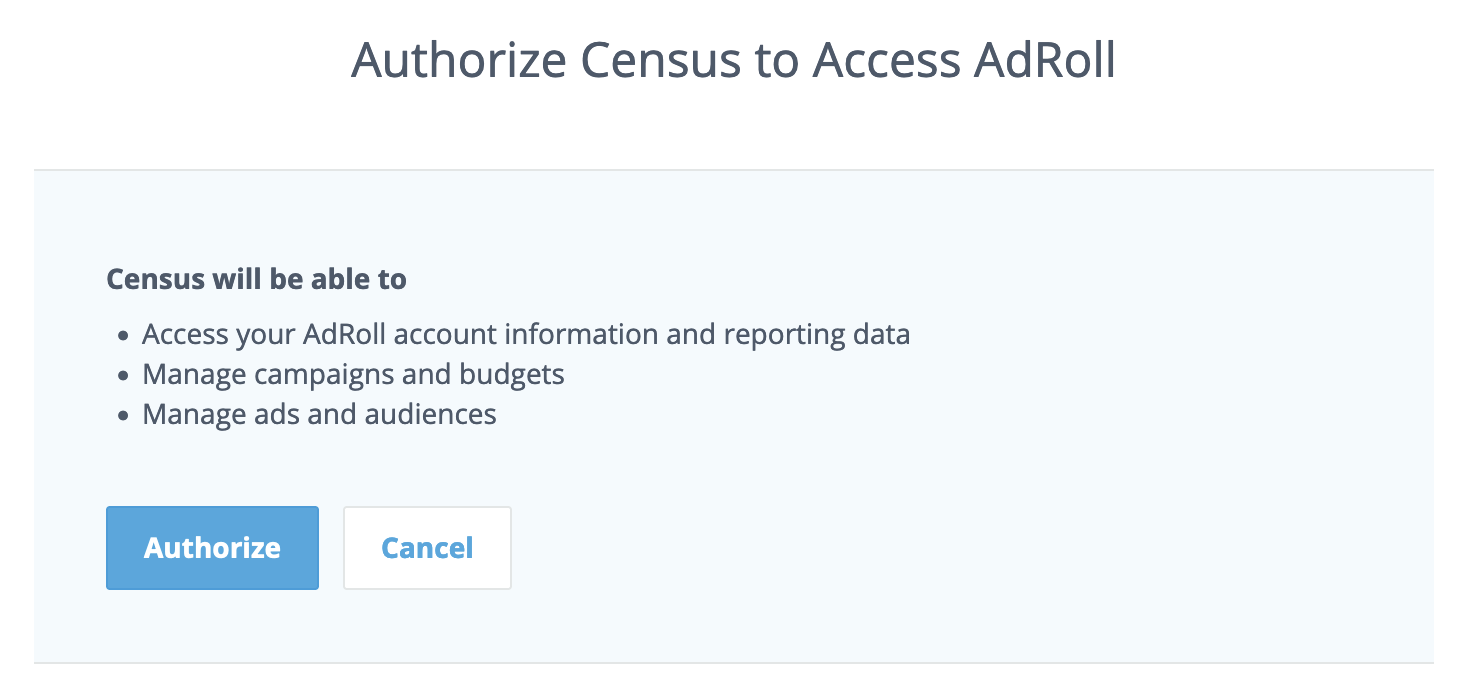 Authorize Census to Access AdRoll
Census will be able to
• Access your AdRoll account information and reporting data
• Manage campaigns and budgets
• Manage ads and audiences
Authorize
Cancel